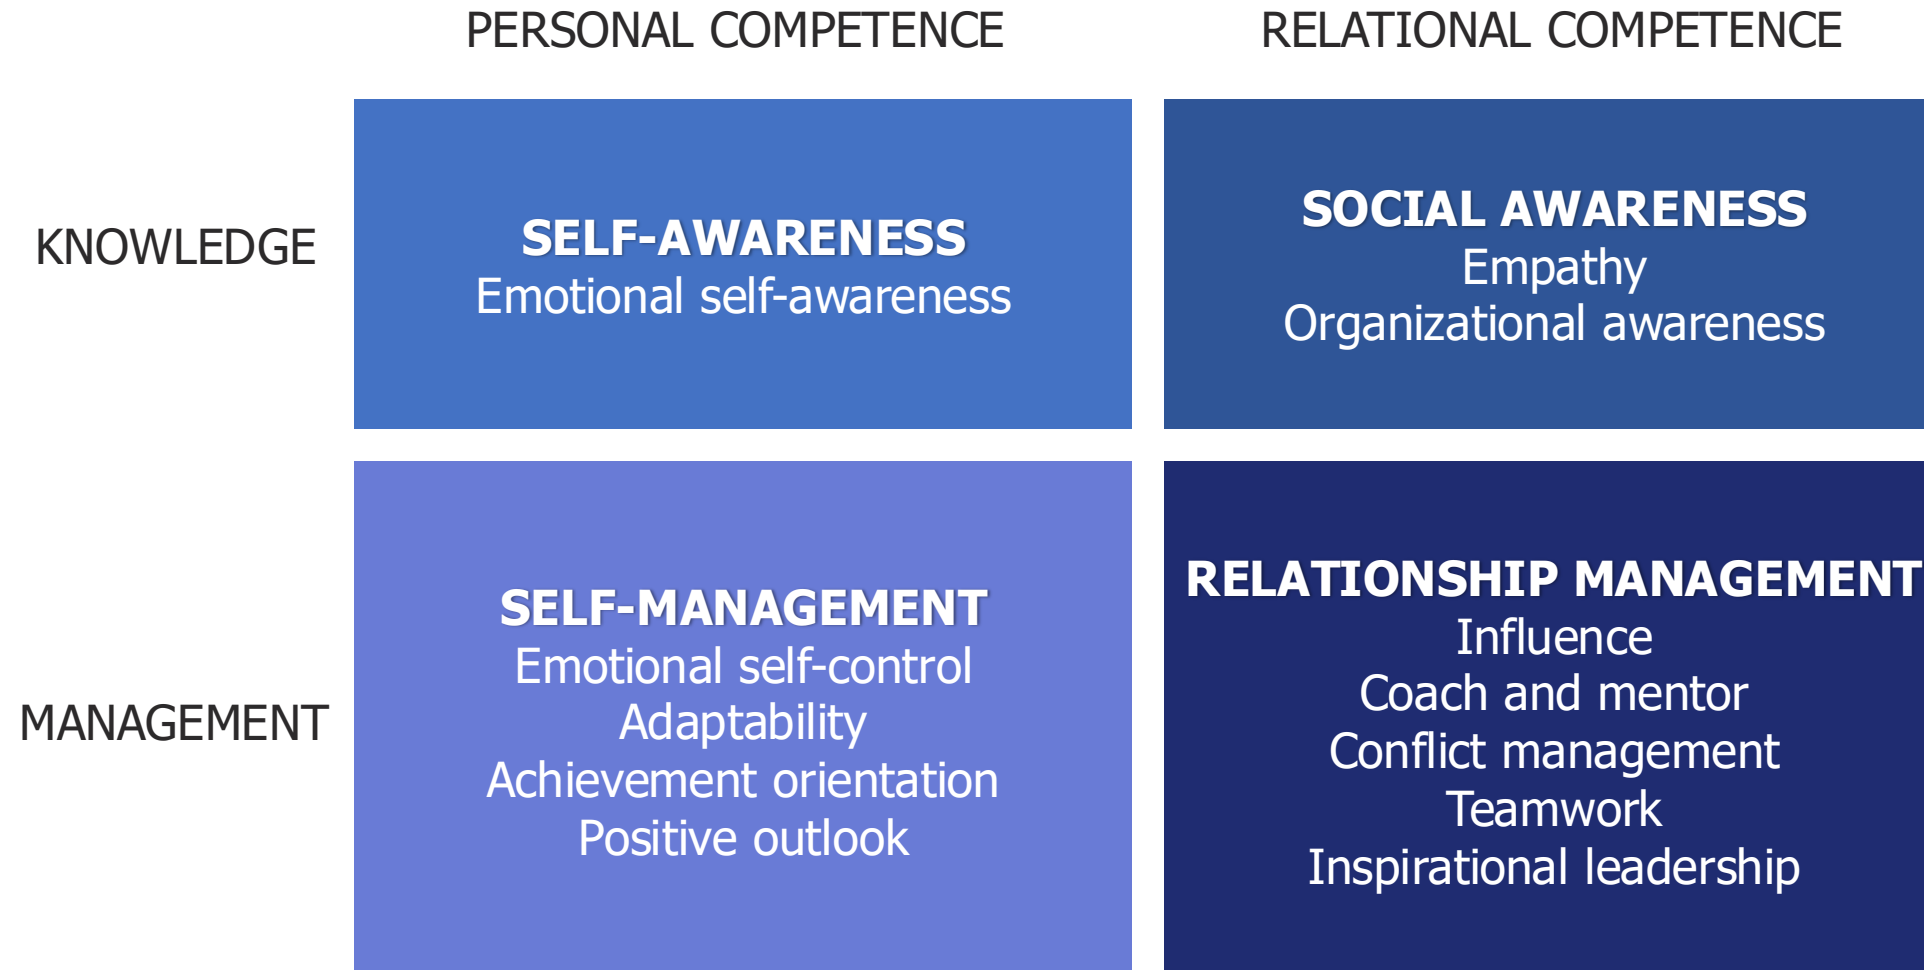 PERSONAL COMPETENCE
RELATIONAL COMPETENCE
KNOWLEDGE
SELF-AWARENESS
Emotional self-awareness
SOCIAL AWARENESS
Empathy
Organizational awareness
MANAGEMENT
SELF-MANAGEMENT
Emotional self-control
Adaptability
Achievement orientation
Positive outlook
RELATIONSHIP MANAGEMENT
Influence
Coach and mentor
Conflict management
Teamwork
Inspirational leadership